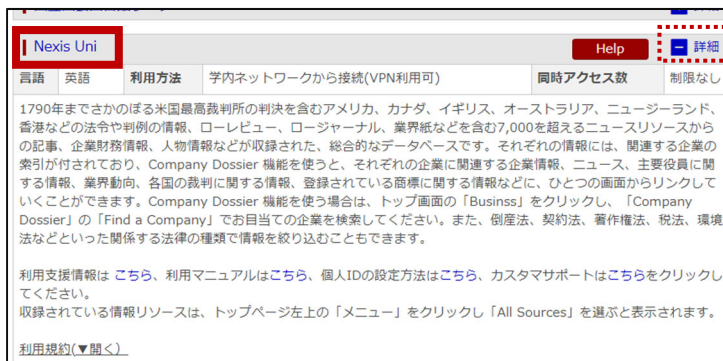 Nexis Uni Help 詳細
言語 英語 利用方法 学内ネットワークから接続(VPN利用可) 同時アクセス数 制限なし
1790年までさかのぼる米国最高裁判所の判決を含むアメリカ、カナダ、イギリス、オーストラリア、ニュージーランド、
香港などの法令や判例の情報、ローレビュー、ロージャーナル、業界紙などを含む7,000を超えるニュースリソースから
の記事、企業財務情報、人物情報などが収録された、総合的なデータベースです。それぞれの情報には、関連する企業の
索引が付されており、Company Dossier 機能を使うと、それぞれの企業に関連する企業情報、ニュース、主要役員に関
する情報、業界動向、各国の裁判に関する情報、登録されている商標に関する情報などに、ひとつの画面からリンクして
いくことができます。Company Dossier 機能を使う場合は、トップ画面の「Businss」をクリックし、「Company
Dossier」の「Find a Company」でお目当ての企業を検索してください。また、倒産法、契約法、著作権法、税法、環境
法などといった関係する法律の種類で情報を絞り込むこともできます。
利用支援情報は こちら、利用マニュアルはこちら、個人IDの設定方法はこちら、カスタマサポートはこちらをクリックし
てください。
収録されている情報リソースは、トップページ左上の「メニュー」をクリックし「All Sources」を選ぶと表示されます。
利用規約(▼開く)